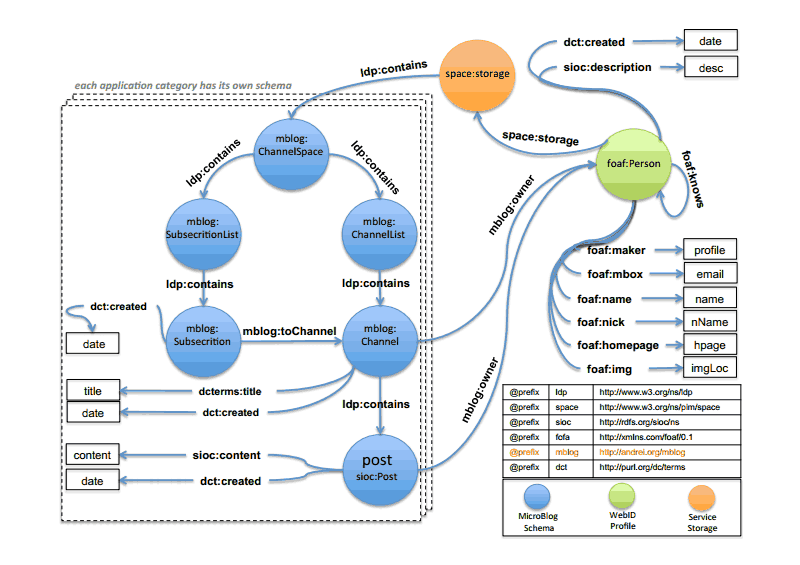 dct:created
date
sioc:description
desc
ldp:contains
space:storage
each application category has its own schema
space:storage
mblog:
ChannelSpace
foaf:Person
foaf:knows
ldp:contains
ldp:contains
mblog:owner
mblog:
SubsecritionList
mblog:
ChannelList
foaf:maker
profile
foaf:mbox
email
foaf:name
name
foaf:nick
nName
foaf:homepage
hpage
foaf:img
imgLoc
ldp:contains
ldp:contains
dct:created
date
mblog:
Subsecrition
mblog:toChannel
mblog:
Channel
mblog:owner
title
dcterms:title
date
dct:created
ldp:contains
content
sioc:content
date
dct:created
post
sioc:Post
@prefix ldp http://www.w3.org/ns/ldp
@prefix space http://www.w3.org/ns/pim/space
@prefix sioc http://rdfs.org/sioc/ns
@prefix fofa http://xmlns.com/foaf/0.1
@prefix mblog http://andrei.org/mblog
@prefix dct http://purl.org/dc/terms
MicroBlog
Schema
WebID
Profile
Service
Storage